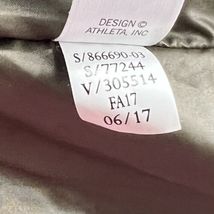 DESIGN ©
ATHLETA, INC
S/866690-03
S/77244
V/305514
FA17
06/17